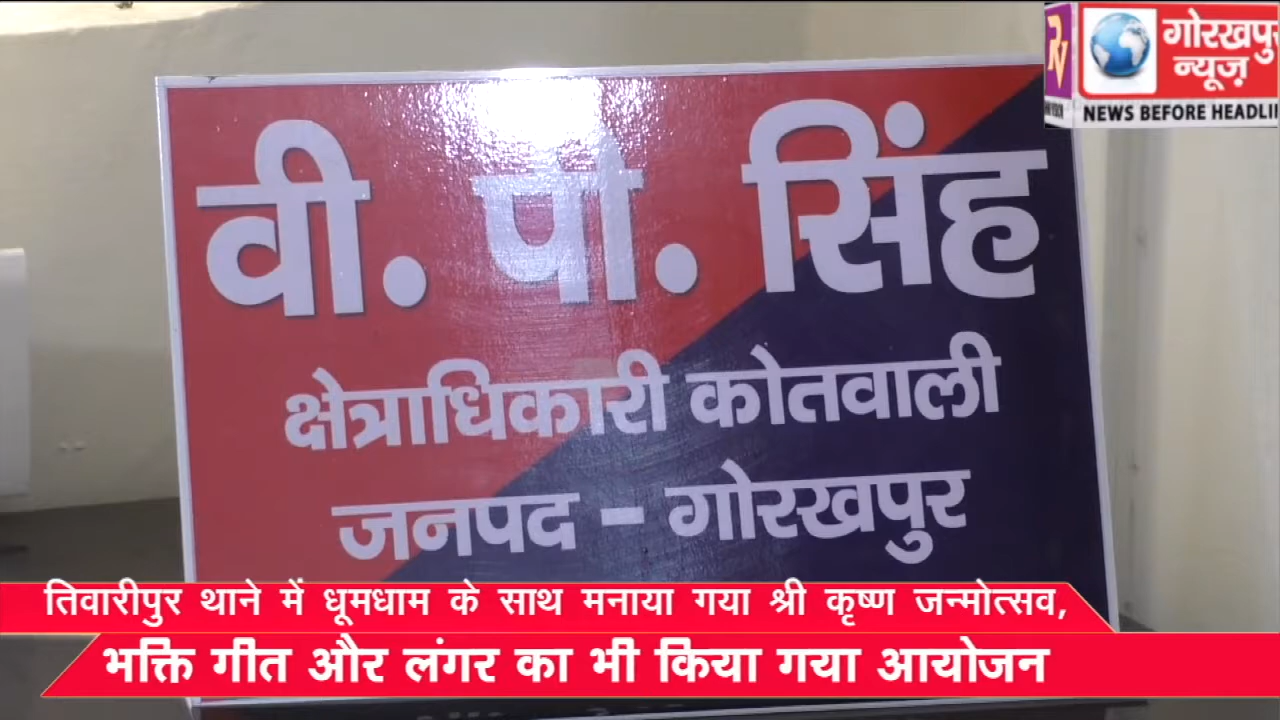 गोरखपु
न्यूज़
NEWS BEFORE HEADLI
वी. पी. सिंह
क्षेत्राधिकारी कोतवाली
जनपद - गोरखपुर
तिवारीपुर थाने में धूमधाम के साथ मनाया गया श्री कृष्ण जन्मोत्सव,
भक्ति गीत और लंगर का भी किया गया आयोजन